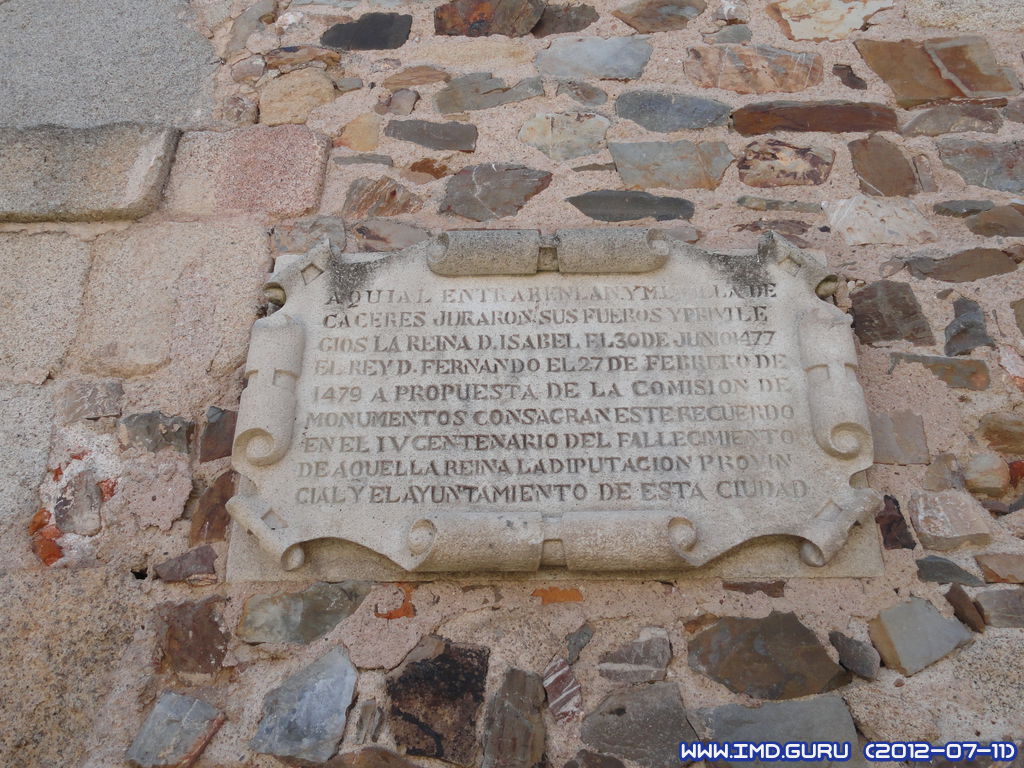 AQUI AL ENTRAR EN LA N. Y M. L. VILLA DE
CACERES JURARON SUS FUEROS Y PRIVILE
GIOS LA REINA D. ISABEL EL 30 DE JUNIO 1477
EL REY D. FERNANDO EL 27 DE FEBRERO DE
1479 A PROPUESTA DE LA COMISION DE
MONUMENTOS CONSAGRAN ESTE RECUERDO
EN EL IV CENTENARIO DEL FALLECIMIENTO
DE AQUELLA REINA LA DIPUTACION PROVIN
CIAL Y EL AYUNTAMIENTO DE ESTA CIUDAD
WWW.IMD.GURU (2012-07-11)